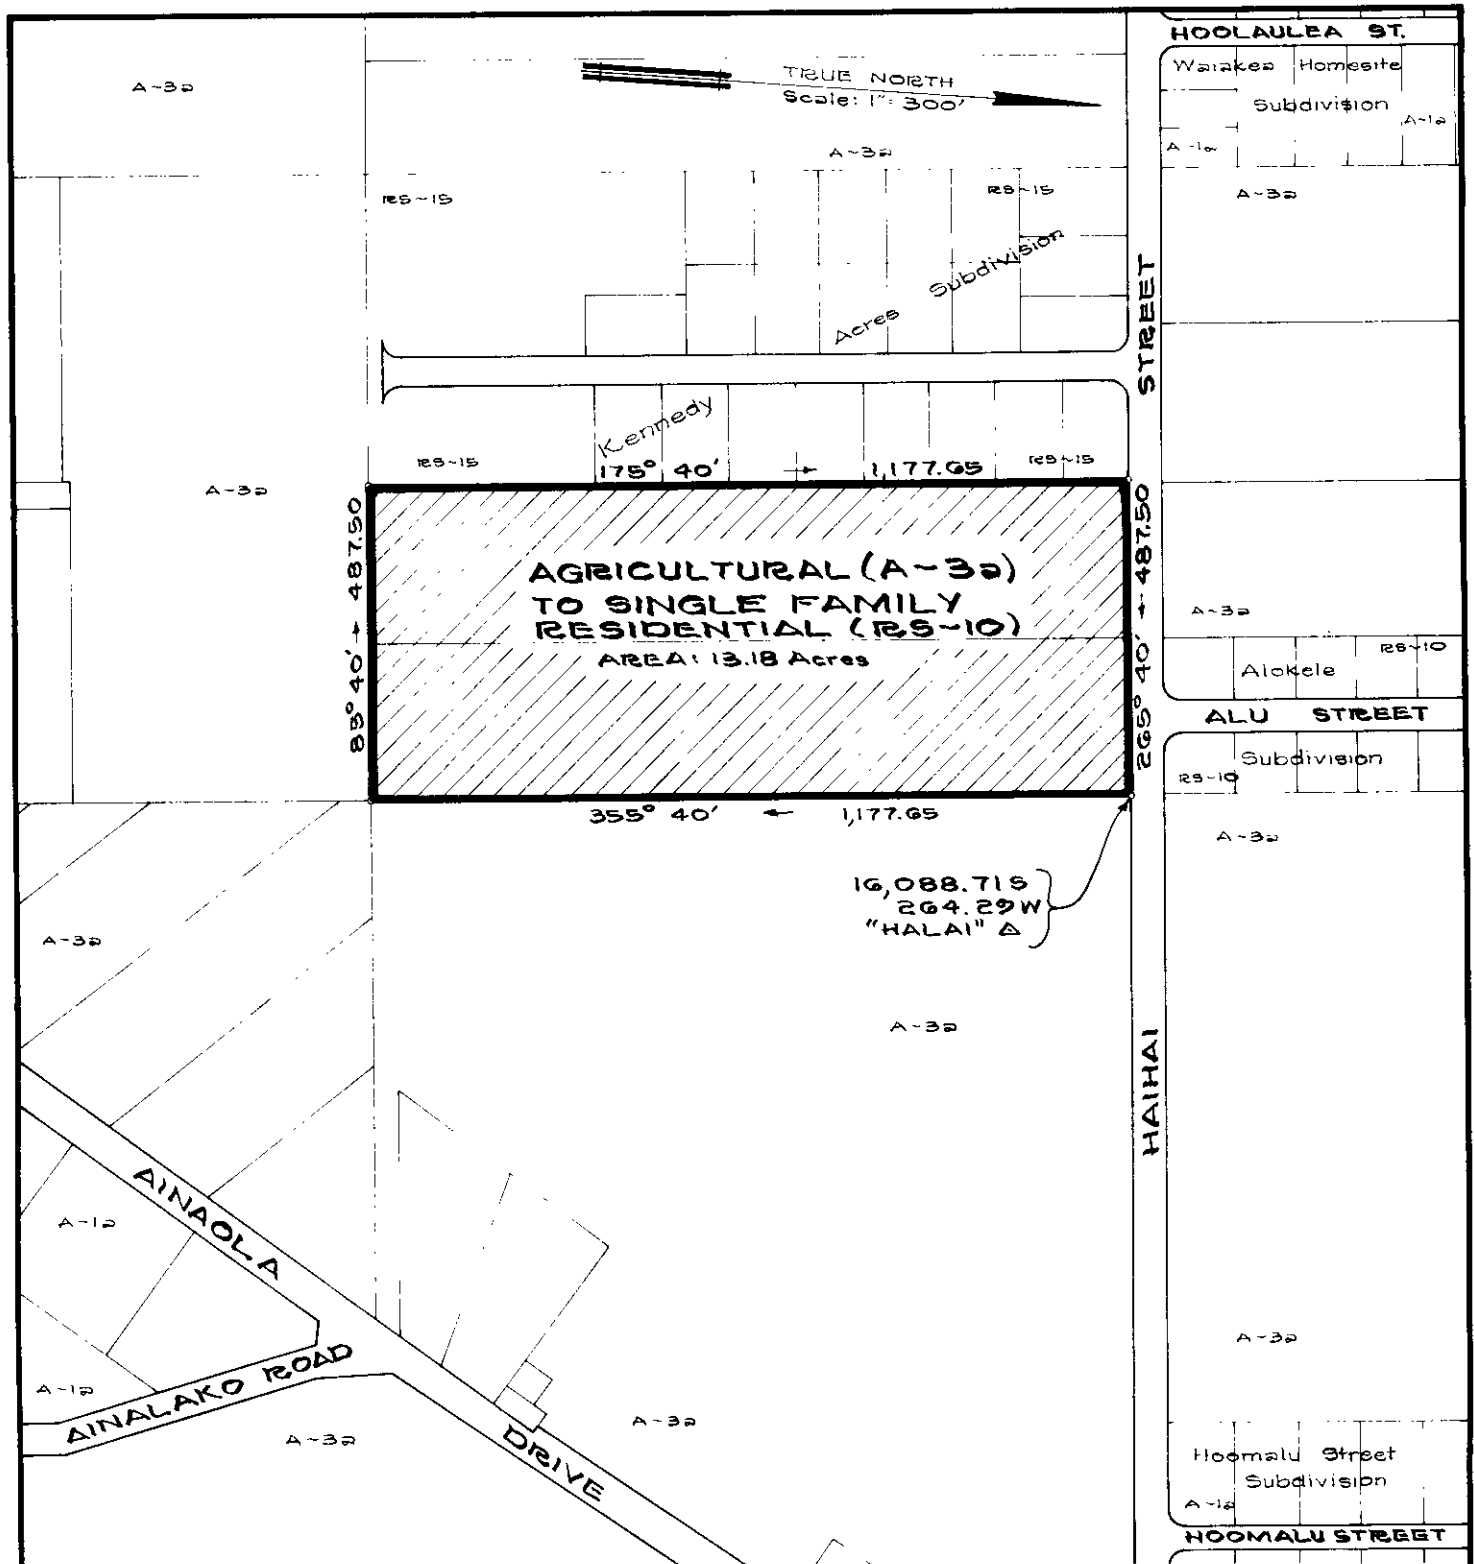 HOOLAULEA ST.
Waiakea Homesite
Subdivision
A-1a
A-1a
A-3a
A-3a
TRUE NORTH
Scale: 1": 300'
A-3a
RS-15
RS-15
Acres Subdivision
STREET
Kennedy
RS-15
RS-15
175° 40' → 1,177.65
A-3a
85° 40' → 487.50
265° 40' ← 487.50
AGRICULTURAL (A-3a)
TO SINGLE FAMILY
RESIDENTIAL (RS-10)
AREA: 13.18 Acres
A-3a
RS-10
Alokele
ALU STREET
Subdivision
RS-10
355° 40' ← 1,177.65
A-3a
16,088.71 S
264.29 W
"HALAI" △
A-3a
A-3a
HAIHAI
AINAOLA
A-1a
A-3a
AINALAKO ROAD
A-1a
A-3a
A-3a
DRIVE
Hoomalu Street
Subdivision
A-1a
HOOMALU STREET